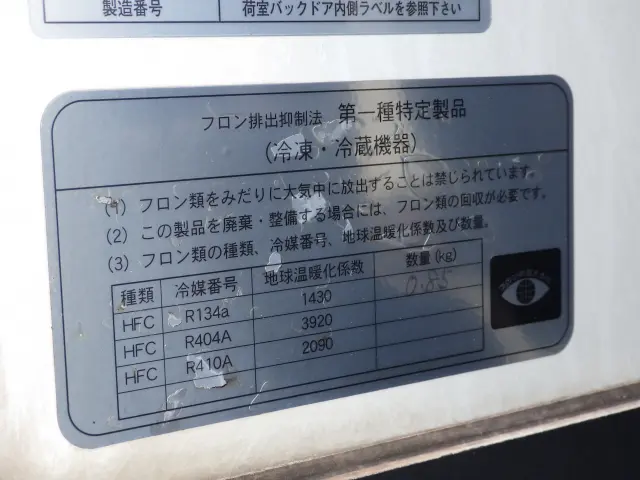 製造番号 荷室バックドア内側ラベルを参照下さい
フロン排出抑制法 第一種特定製品
(冷凍・冷蔵機器)
(1) フロン類をみだりに大気中に放出することは禁じられています。
(2) この製品を廃棄・整備する場合には、フロン類の回収が必要です。
(3) フロン類の種類、冷媒番号、地球温暖化係数及び数量。
種類 冷媒番号 地球温暖化係数 数量(kg)
HFC R134a 1430 0.85
HFC R404A 3920
HFC R410A 2090